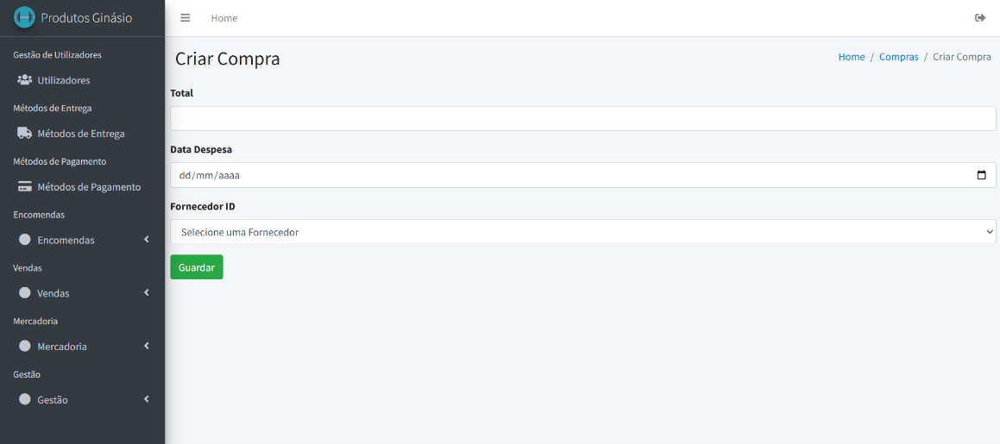 Produtos Ginásio
Home
Gestão de Utilizadores
Utilizadores
Métodos de Entrega
Métodos de Entrega
Métodos de Pagamento
Métodos de Pagamento
Encomendas
Encomendas
Vendas
Vendas
Mercadoria
Mercadoria
Gestão
Gestão
Criar Compra
Home / Compras / Criar Compra
Total
Data Despesa
dd/mm/aaaa
Fornecedor ID
Selecione uma Fornecedor
Guardar